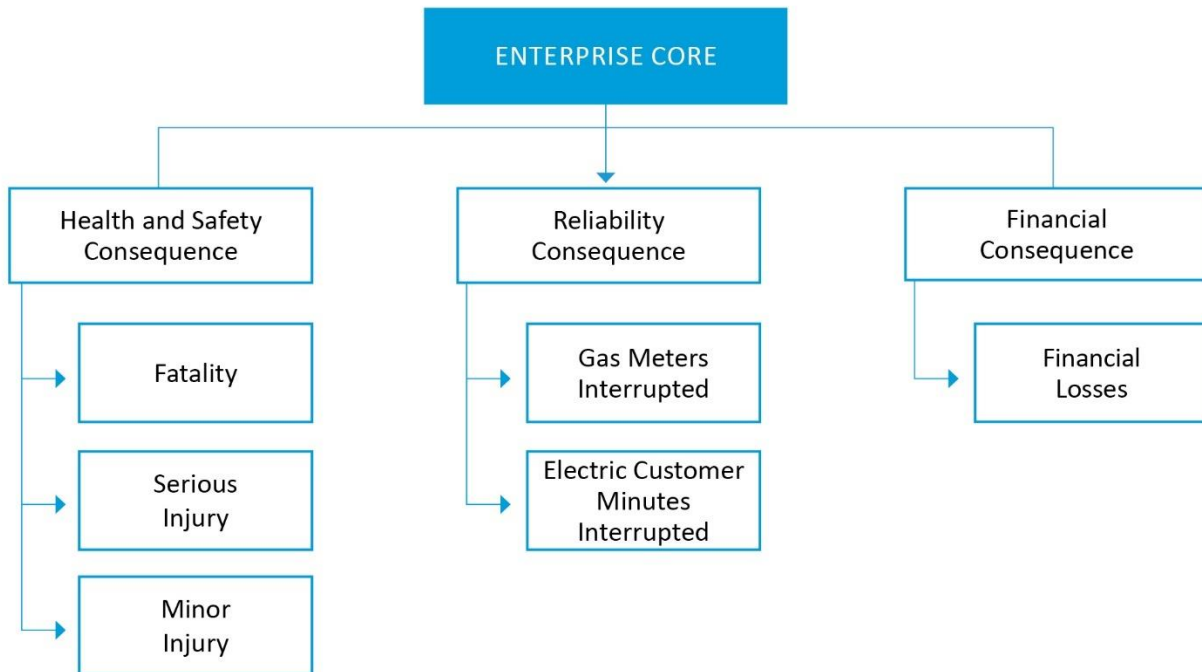 ENTERPRISE CORE
Health and Safety
Consequence
Fatality
Serious
Injury
Minor
Injury
Reliability
Consequence
Gas Meters
Interrupted
Electric Customer
Minutes
Interrupted
Financial
Consequence
Financial
Losses